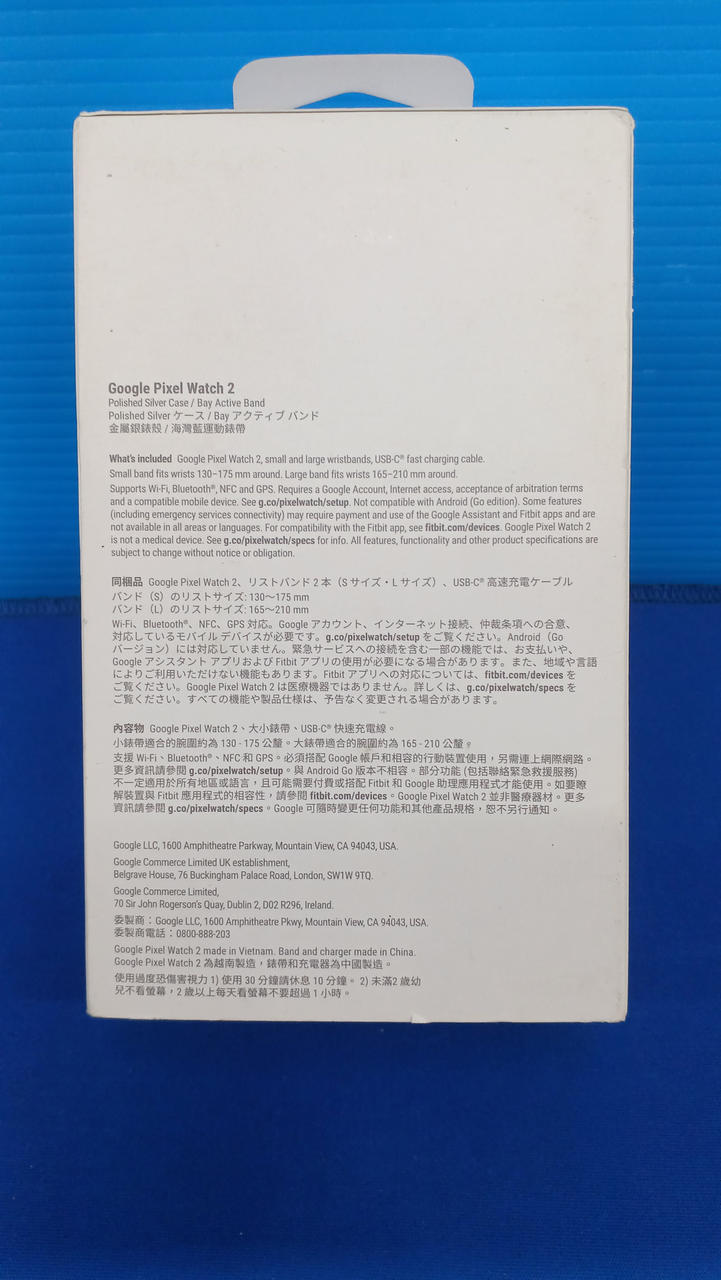 Google Pixel Watch 2
Polished Silver Case / Bay Active Band
Polished Silver ケース / Bay アクティブ バンド
金屬銀錶殼 / 海灣藍運動錶帶
What's included Google Pixel Watch 2, small and large wristbands, USB-C® fast charging cable.
Small band fits wrists 130–175 mm around. Large band fits wrists 165–210 mm around.
Supports Wi-Fi, Bluetooth®, NFC and GPS. Requires a Google Account, Internet access, acceptance of arbitration terms
and a compatible mobile device. See g.co/pixelwatch/setup. Not compatible with Android (Go edition). Some features
(including emergency services connectivity) may require payment and use of the Google Assistant and Fitbit apps and are
not available in all areas or languages. For compatibility with the Fitbit app, see fitbit.com/devices. Google Pixel Watch 2
is not a medical device. See g.co/pixelwatch/specs for info. All features, functionality and other product specifications are
subject to change without notice or obligation.
同梱品 Google Pixel Watch 2、リストバンド 2 本（S サイズ・L サイズ）、USB-C® 高速充電ケーブル
バンド（S）のリストサイズ: 130〜175 mm
バンド（L）のリストサイズ: 165〜210 mm
Wi-Fi、Bluetooth®、NFC、GPS 対応。Google アカウント、インターネット接続、仲裁条項への合意、
対応しているモバイル デバイスが必要です。g.co/pixelwatch/setup をご覧ください。Android（Go
バージョン）には対応していません。緊急サービスへの接続を含む一部の機能では、お支払いや、
Google アシスタント アプリおよび Fitbit アプリの使用が必要になる場合があります。また、地域や言語
によりご利用いただけない機能もあります。Fitbit アプリへの対応については、fitbit.com/devices を
ご覧ください。Google Pixel Watch 2 は医療機器ではありません。詳しくは、g.co/pixelwatch/specs を
ご覧ください。すべての機能や製品仕様は、予告なく変更される場合があります。
內容物 Google Pixel Watch 2、大小錶帶、USB-C® 快速充電線。
小錶帶適合的腕圍約為 130 - 175 公釐。大錶帶適合的腕圍約為 165 - 210 公釐。
支援 Wi-Fi、Bluetooth®、NFC 和 GPS。必須搭配 Google 帳戶和相容的行動裝置使用，另需連上網際網路。
更多資訊請參閱 g.co/pixelwatch/setup。與 Android Go 版本不相容。部分功能 (包括聯絡緊急救援服務)
不一定適用於所有地區或語言，且可能需要付費或搭配 Fitbit 和 Google 助理應用程式才能使用。如要瞭
解裝置與 Fitbit 應用程式的相容性，請參閱 fitbit.com/devices。Google Pixel Watch 2 並非醫療器材。更多
資訊請參閱 g.co/pixelwatch/specs。Google 可隨時變更任何功能和其他產品規格，恕不另行通知。
Google LLC, 1600 Amphitheatre Parkway, Mountain View, CA 94043, USA.
Google Commerce Limited UK establishment,
Belgrave House, 76 Buckingham Palace Road, London, SW1W 9TQ.
Google Commerce Limited,
70 Sir John Rogerson's Quay, Dublin 2, D02 R296, Ireland.
委製商：Google LLC, 1600 Amphitheatre Pkwy, Mountain View, CA 94043, USA.
委製商電話：0800-888-203
Google Pixel Watch 2 made in Vietnam. Band and charger made in China.
Google Pixel Watch 2 為越南製造，錶帶和充電器為中國製造。
使用過度恐傷害視力 1) 使用 30 分鐘請休息 10 分鐘。 2) 未滿2 歲幼
兒不看螢幕，2 歲以上每天看螢幕不要超過 1 小時。